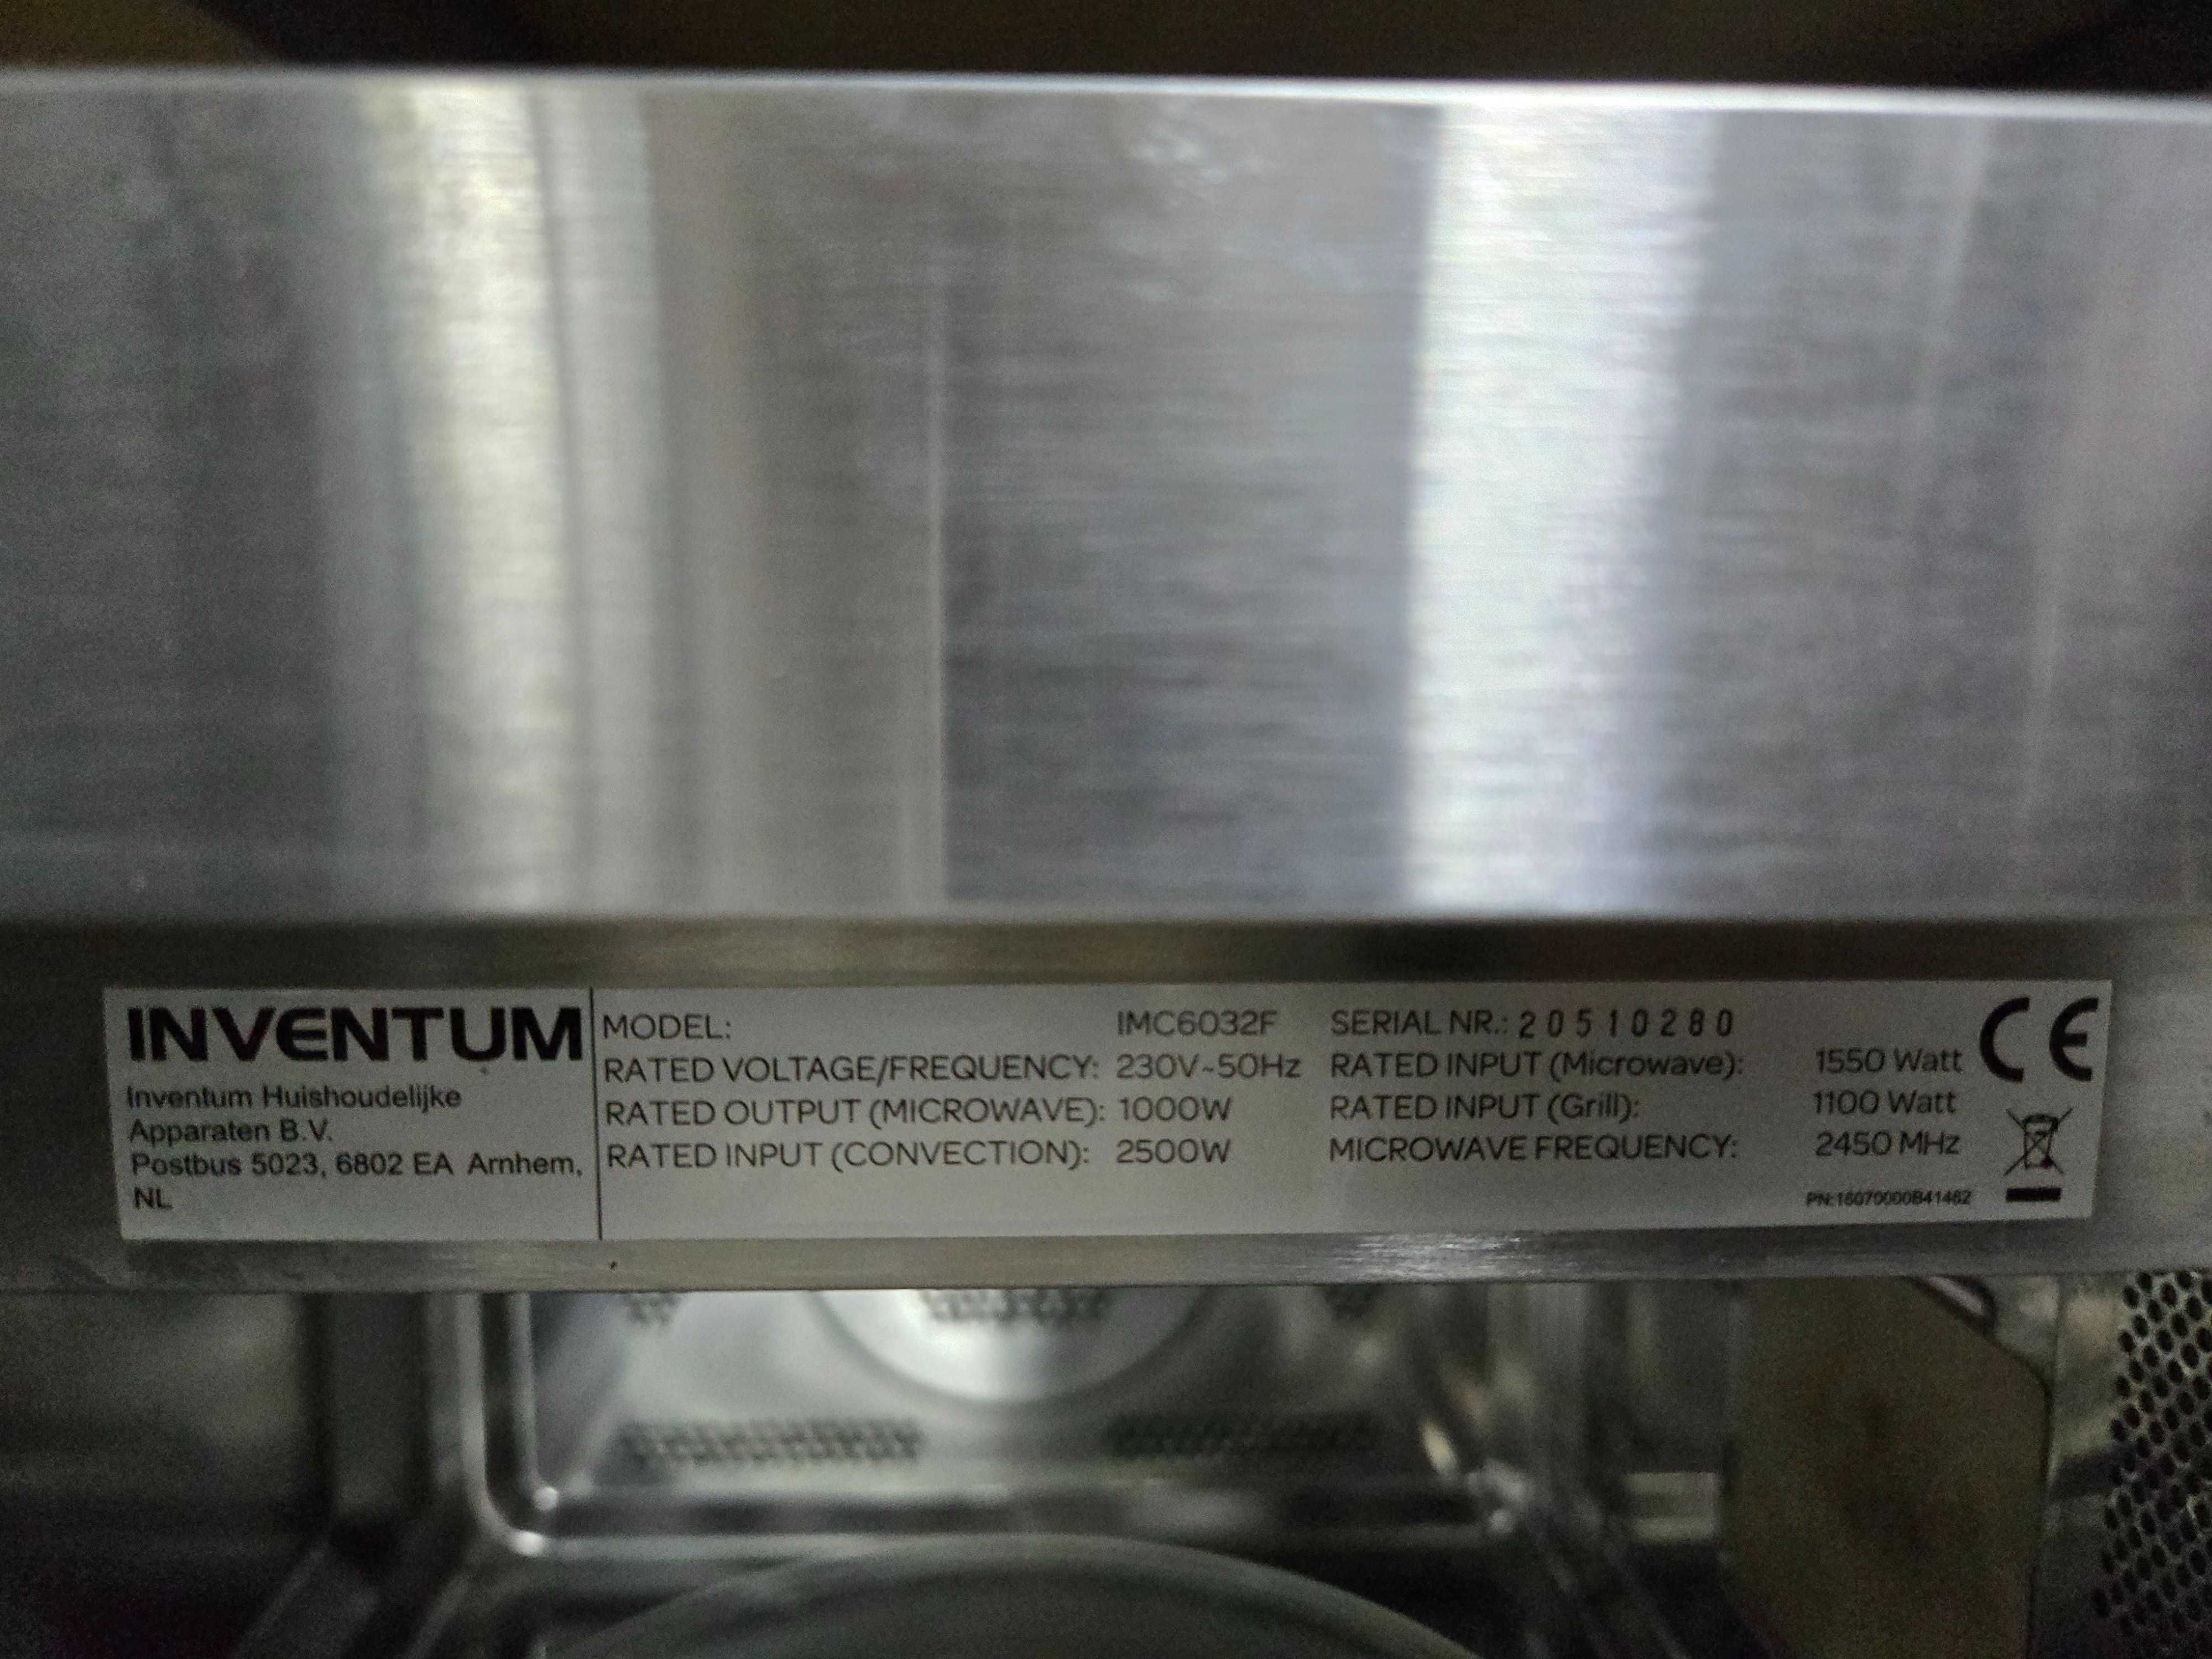 INVENTUM
Inventum Huishoudelijke
Apparaten B.V.
Postbus 5023, 6802 EA Arnhem,
NL
MODEL: IMC6032F
RATED VOLTAGE/FREQUENCY: 230V~50Hz
RATED OUTPUT (MICROWAVE): 1000W
RATED INPUT (CONVECTION): 2500W
SERIAL NR.: 20510280
RATED INPUT (Microwave): 1550 Watt
RATED INPUT (Grill): 1100 Watt
MICROWAVE FREQUENCY: 2450 MHz
PN:16070000B41462
CE